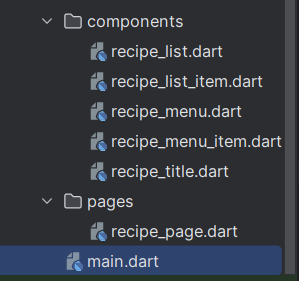 components
recipe_list.dart
recipe_list_item.dart
recipe_menu.dart
recipe_menu_item.dart
recipe_title.dart
pages
recipe_page.dart
main.dart